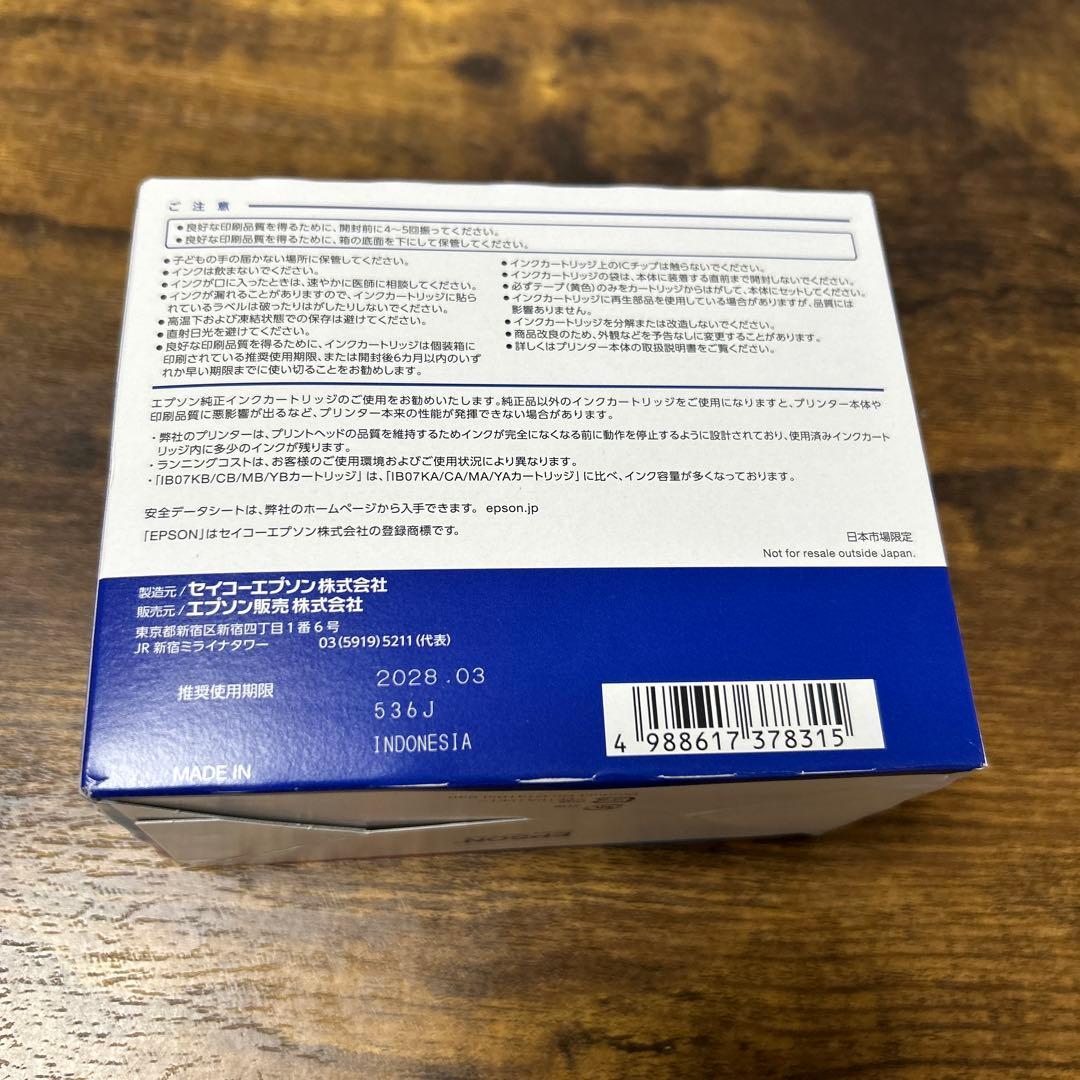 ご注意
●良好な印刷品質を得るために、開封前に4～5回振ってください。
●良好な印刷品質を得るために、箱の底面を下にして保管してください。
●子どもの手の届かない場所に保管してください。
●インクは飲まないでください。
●インクが口に入ったときは、速やかに医師に相談してください。
●インクが漏れることがありますので、インクカートリッジに貼ら
れているラベルは破ったりはがしたりしないでください。
●高温下および凍結状態での保存は避けてください。
●直射日光を避けてください。
●良好な印刷品質を得るために、インクカートリッジは個装箱に
印刷されている推奨使用期限、または開封後6カ月以内のいず
れか早い期限までに使い切ることをお勧めします。
●インクカートリッジ上のICチップは触らないでください。
●インクカートリッジの袋は、本体に装着する直前まで開封しないでください。
●必ずテープ(黄色)のみをカートリッジからはがして、本体にセットしてください。
●インクカートリッジに再生部品を使用している場合がありますが、品質には
影響ありません。
●インクカートリッジを分解または改造しないでください。
●商品改良のため、外観などを予告なしに変更することがあります。
●詳しくはプリンター本体の取扱説明書をご覧ください。
エプソン純正インクカートリッジのご使用をお勧めいたします。純正品以外のインクカートリッジをご使用になりますと、プリンター本体や
印刷品質に悪影響が出るなど、プリンター本来の性能が発揮できない場合があります。
・弊社のプリンターは、プリントヘッドの品質を維持するためインクが完全になくなる前に動作を停止するように設計されており、使用済みインクカート
リッジ内に多少のインクが残ります。
・ランニングコストは、お客様のご使用環境およびご使用状況により異なります。
・「IB07KB/CB/MB/YBカートリッジ」は、「IB07KA/CA/MA/YAカートリッジ」に比べ、インク容量が多くなっております。
安全データシートは、弊社のホームページから入手できます。 epson.jp
「EPSON」はセイコーエプソン株式会社の登録商標です。
日本市場限定
Not for resale outside Japan.
製造元/セイコーエプソン株式会社
販売元/エプソン販売株式会社
東京都新宿区新宿四丁目1番6号
JR 新宿ミライナタワー 03(5919)5211(代表)
推奨使用期限 2028.03
536J
INDONESIA
MADE IN
4 988617 378315
EPSON